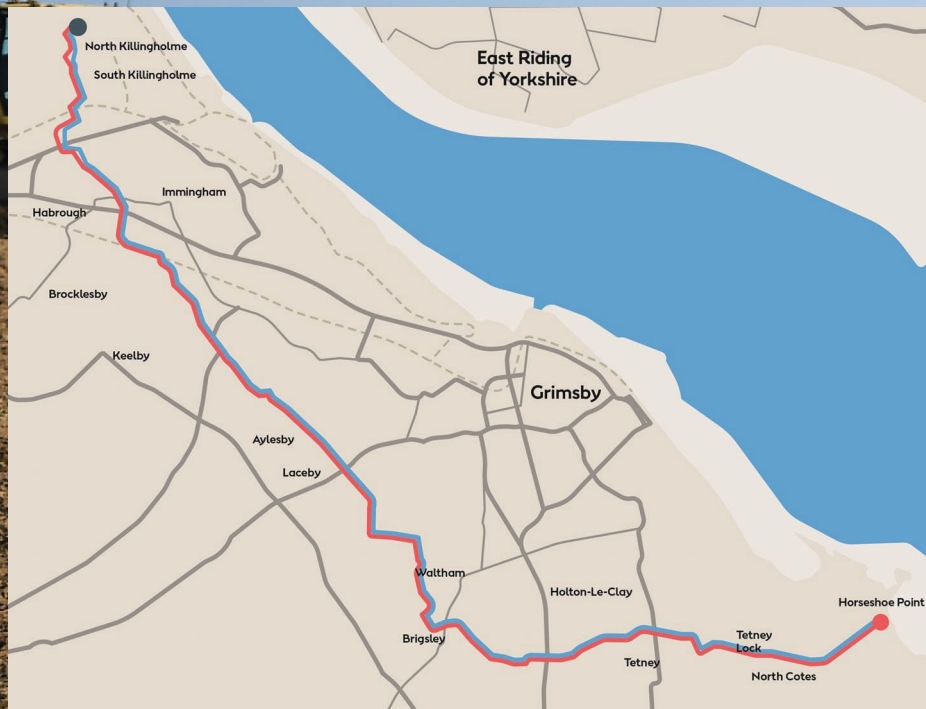 North Killingholme
South Killingholme
East Riding
of Yorkshire
Immingham
Habrough
Brocklesby
Keelby
Grimsby
Aylesby
Laceby
Waltham
Holton-Le-Clay
Horseshoe Point
Brigsley
Tetney
Lock
Tetney
North Cotes